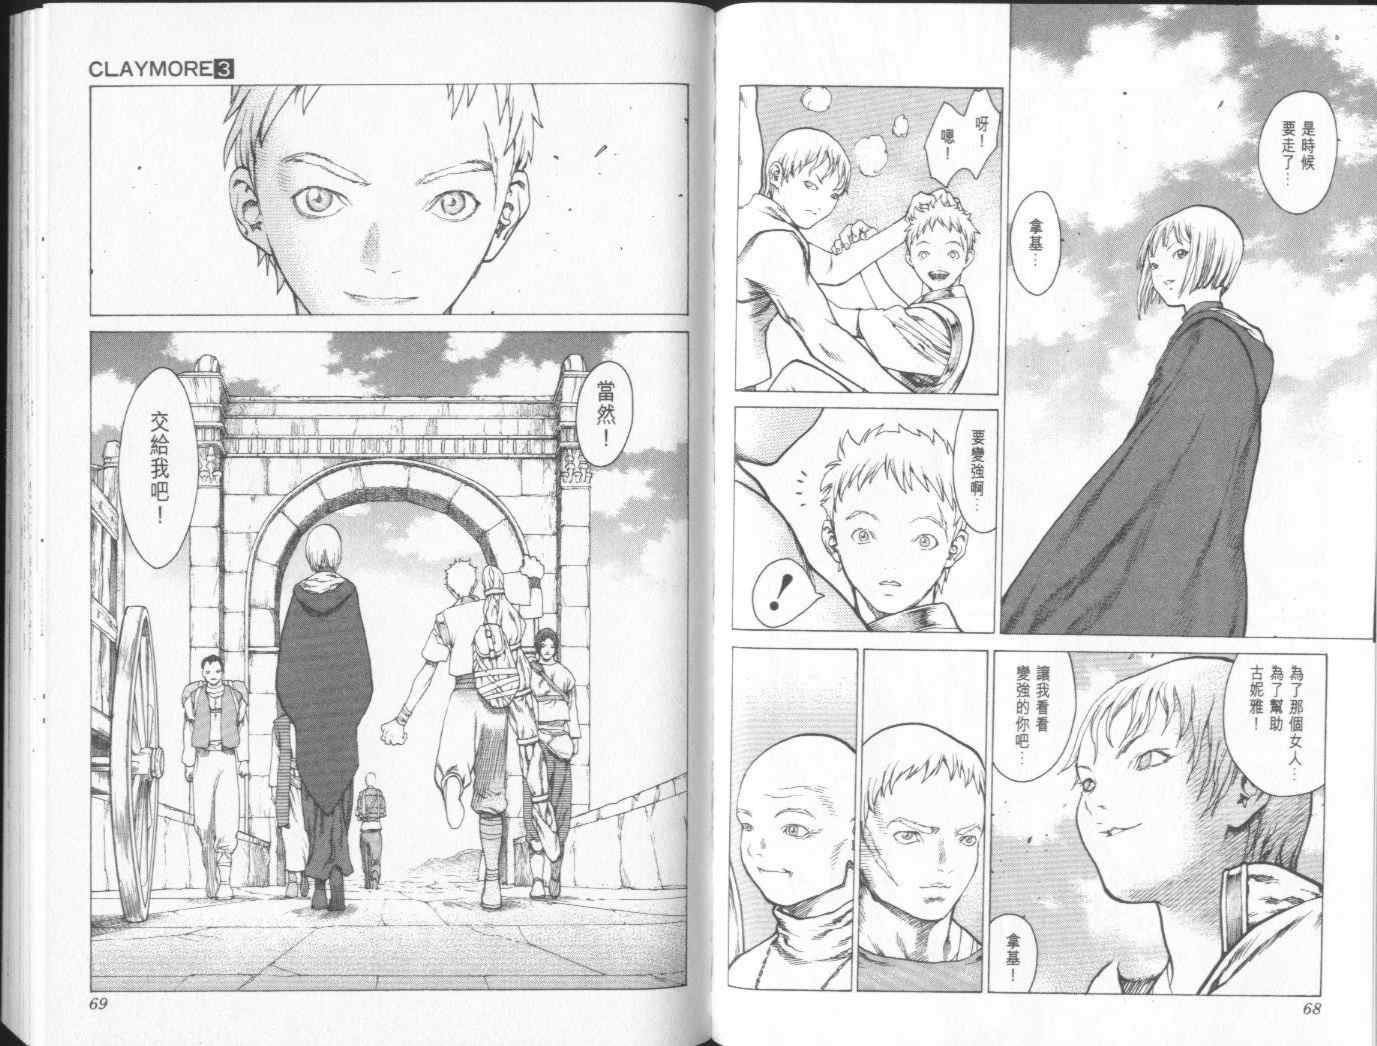 是時候
要走了…
拿基…
呀！
嗯！
要變強啊…
！
為了那個女人…
為了幫助
古妮雅！
讓我看看
變強的你吧…
拿基！
68
CLAYMORE 3
當然！
交給我吧！
69